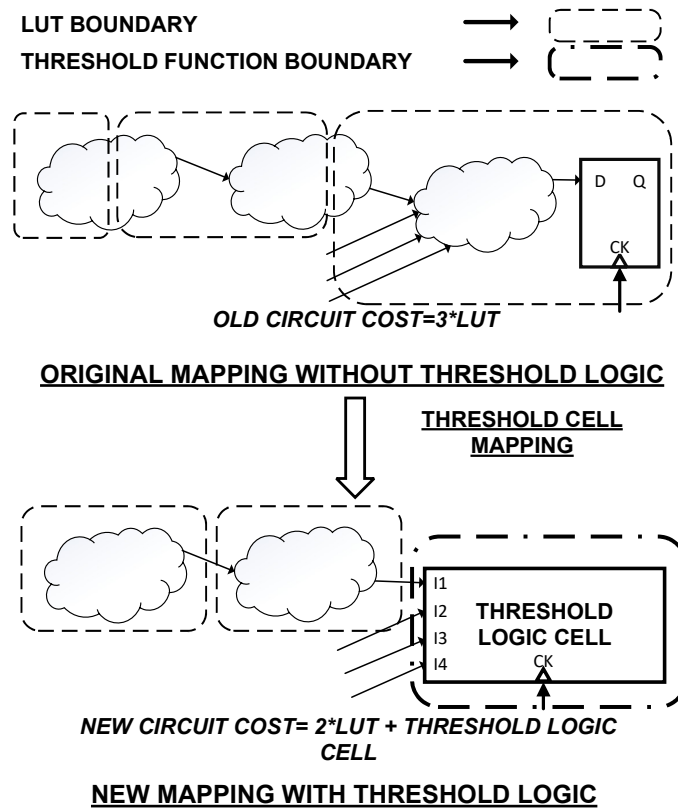 LUT BOUNDARY
THRESHOLD FUNCTION BOUNDARY
D Q
CK
OLD CIRCUIT COST=3*LUT
ORIGINAL MAPPING WITHOUT THRESHOLD LOGIC
THRESHOLD CELL
MAPPING
I1
I2
I3
I4
THRESHOLD
LOGIC CELL
CK
NEW CIRCUIT COST= 2*LUT + THRESHOLD LOGIC
CELL
NEW MAPPING WITH THRESHOLD LOGIC